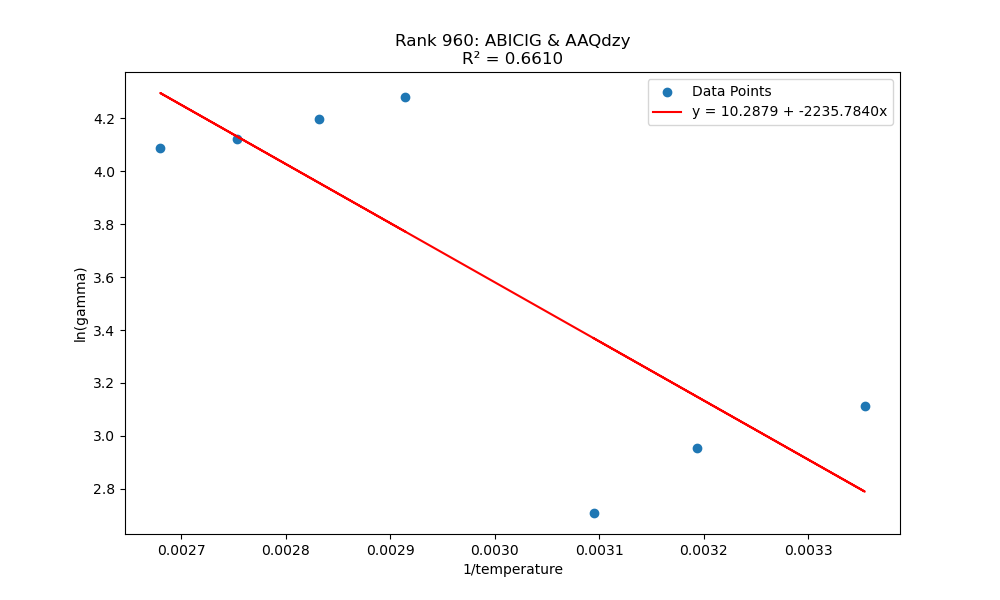 Rank 960: ABICIG & AAQdzy
R² = 0.6610
Data Points
y = 10.2879 + -2235.7840x
ln(gamma)
4.2
4.0
3.8
3.6
3.4
3.2
3.0
2.8
0.0027
0.0028
0.0029
0.0030
0.0031
0.0032
0.0033
1/temperature